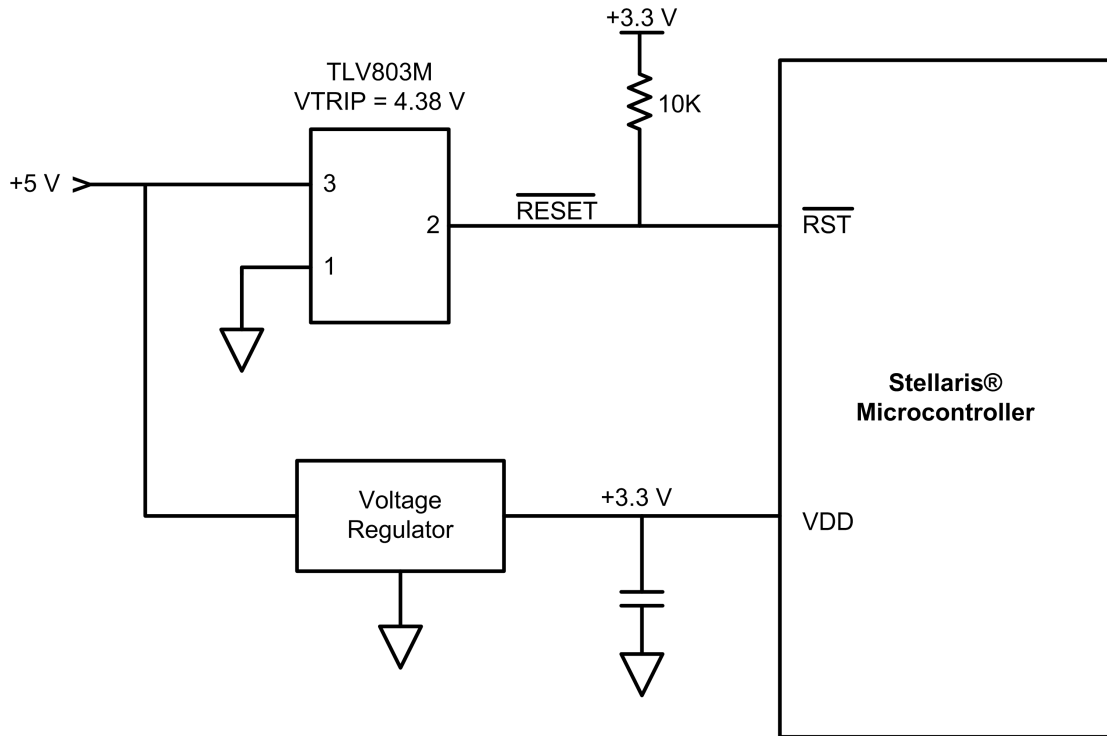 +3.3 V
TLV803M
VTRIP = 4.38 V
10K
+5 V
3
2
RESET
RST
1
Stellaris®
Microcontroller
Voltage
Regulator
+3.3 V
VDD